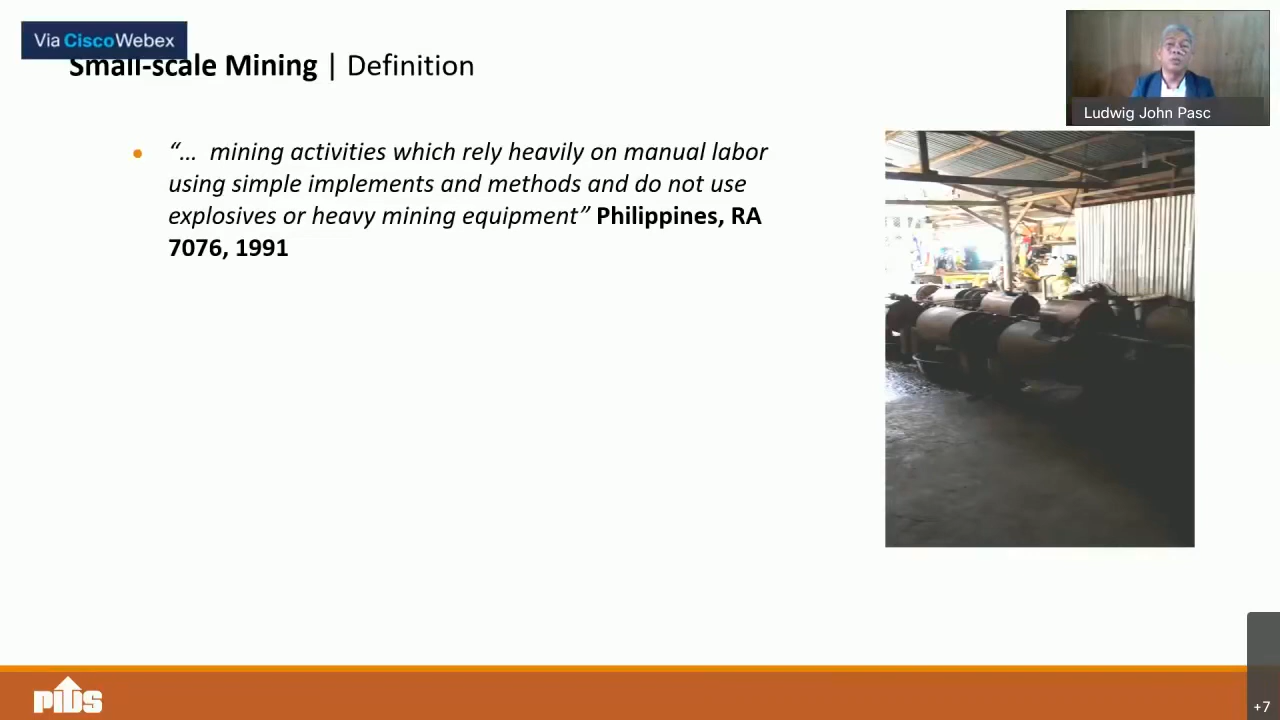 Via CiscoWebex
Small-scale Mining | Definition
Ludwig John Pasc
“... mining activities which rely heavily on manual labor
using simple implements and methods and do not use
explosives or heavy mining equipment” Philippines, RA
7076, 1991
PIDS
+7